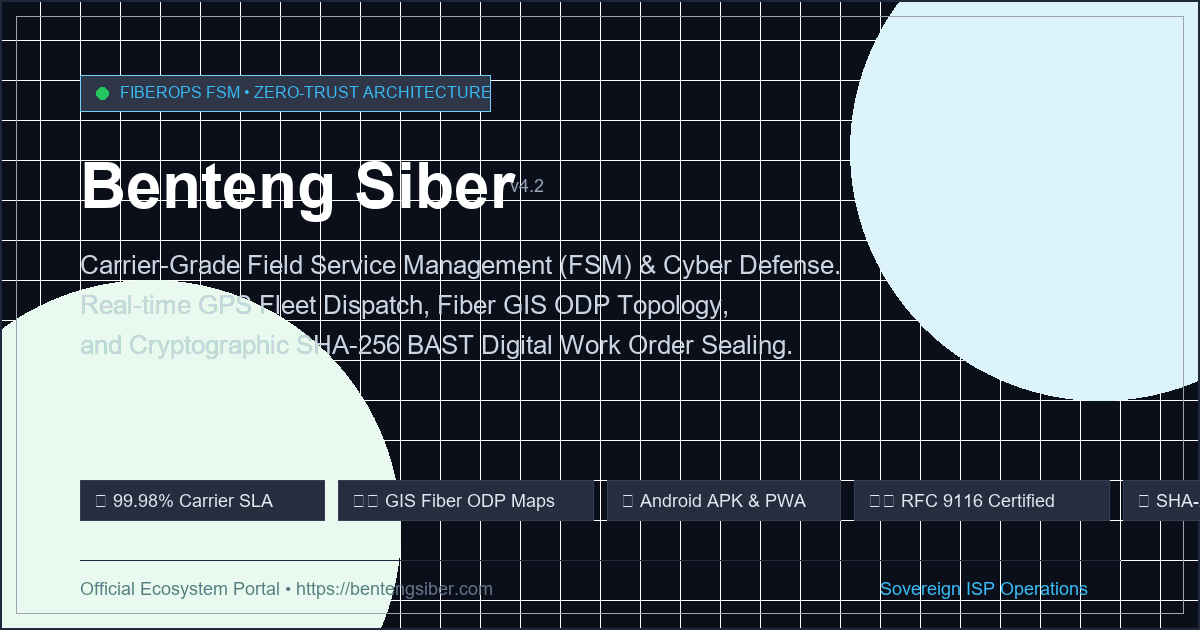 FIBEROPS FSM • ZERO-TRUST ARCHITECTURE
Benteng Siber v4.2
Carrier-Grade Field Service Management (FSM) & Cyber Defense.
Real-time GPS Fleet Dispatch, Fiber GIS ODP Topology,
and Cryptographic SHA-256 BAST Digital Work Order Sealing.
99.98% Carrier SLA
GIS Fiber ODP Maps
Android APK & PWA
RFC 9116 Certified
SHA-
Official Ecosystem Portal • https://bentengsiber.com
Sovereign ISP Operations